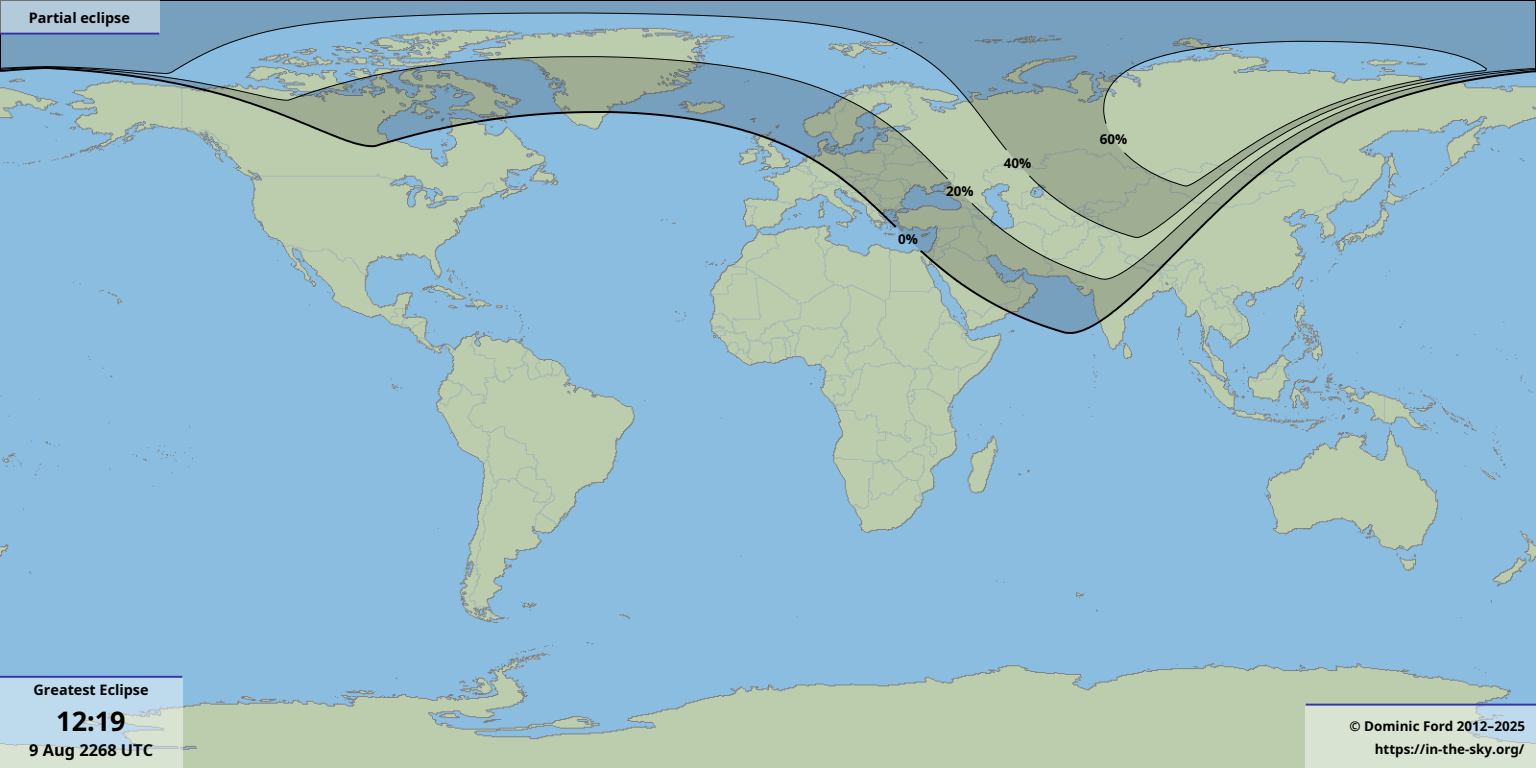 Partial eclipse
60%
40%
20%
0%
Greatest Eclipse
12:19
9 Aug 2268 UTC
© Dominic Ford 2012–2025
https://in-the-sky.org/